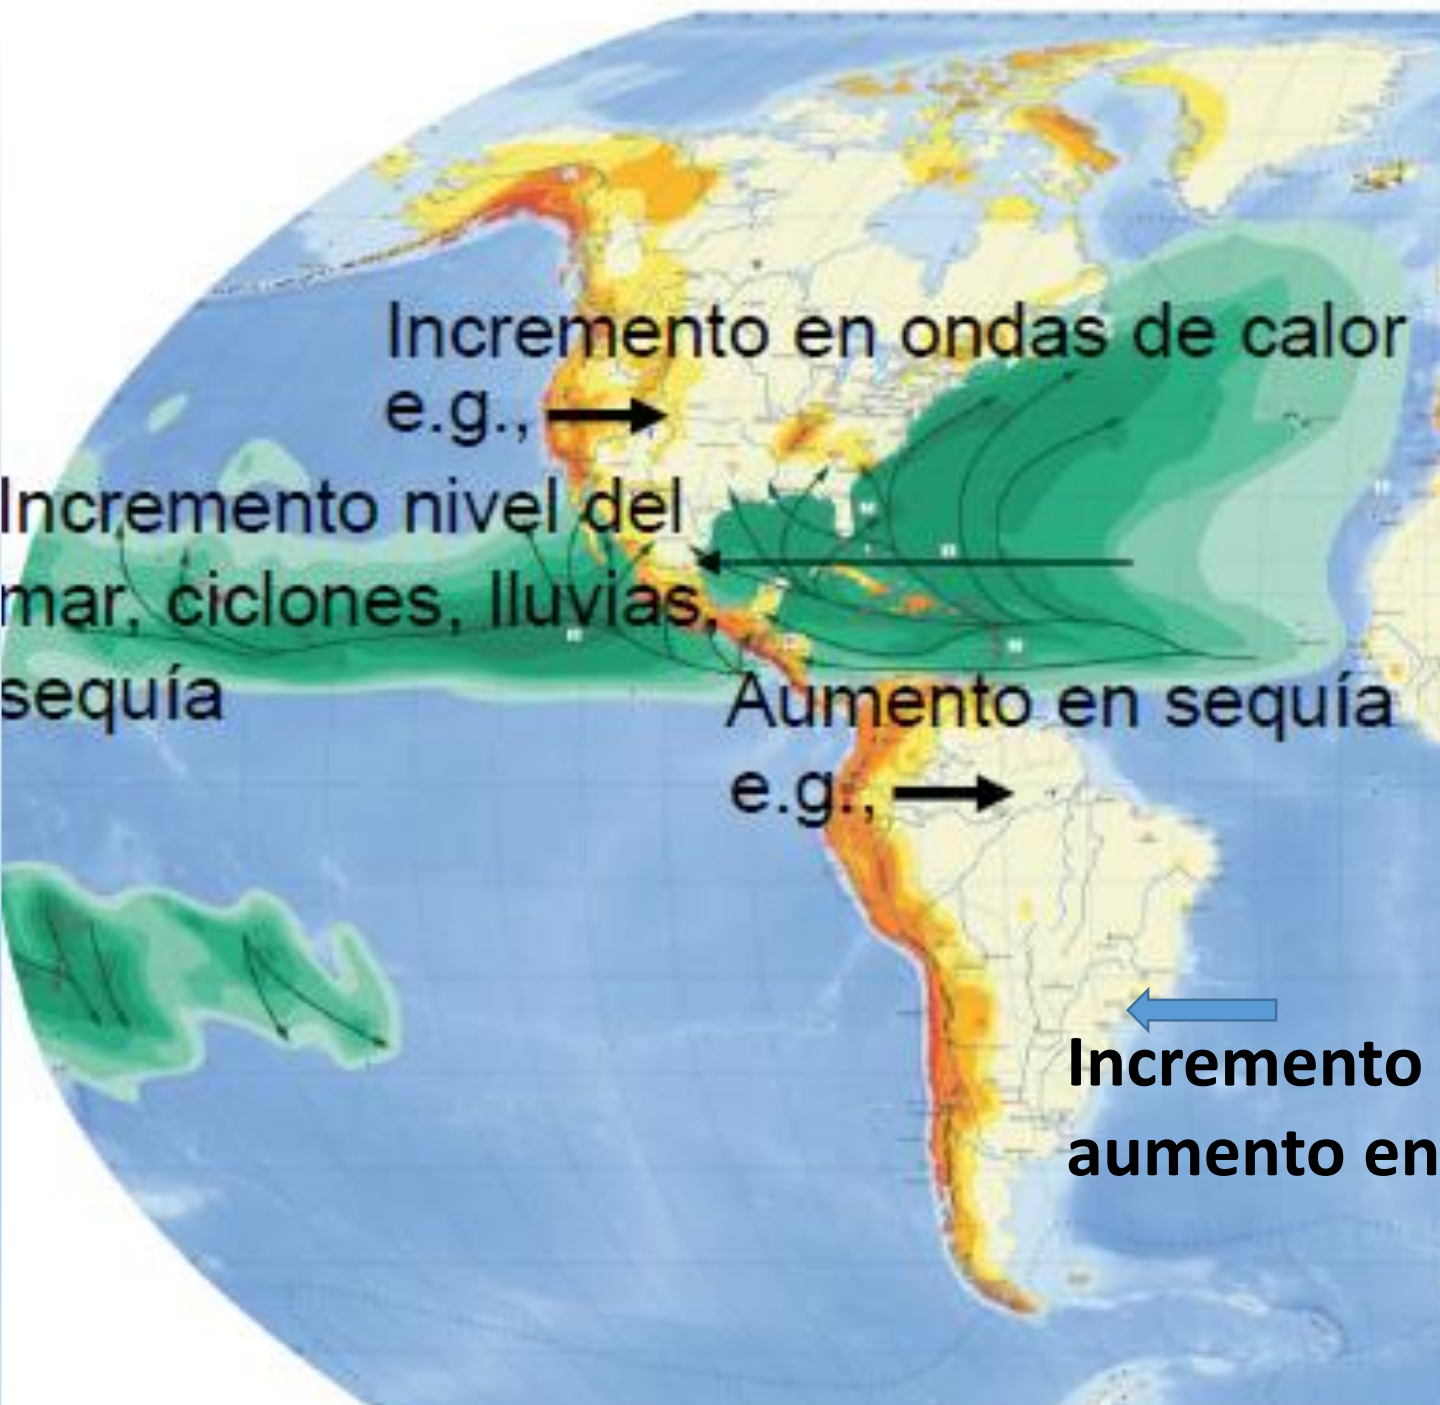 Incremento en ondas de calor
e.g.,
Incremento nivel del
mar, ciclones, lluvias,
sequía
Aumento en sequía
e.g.,
Incremento
aumento en